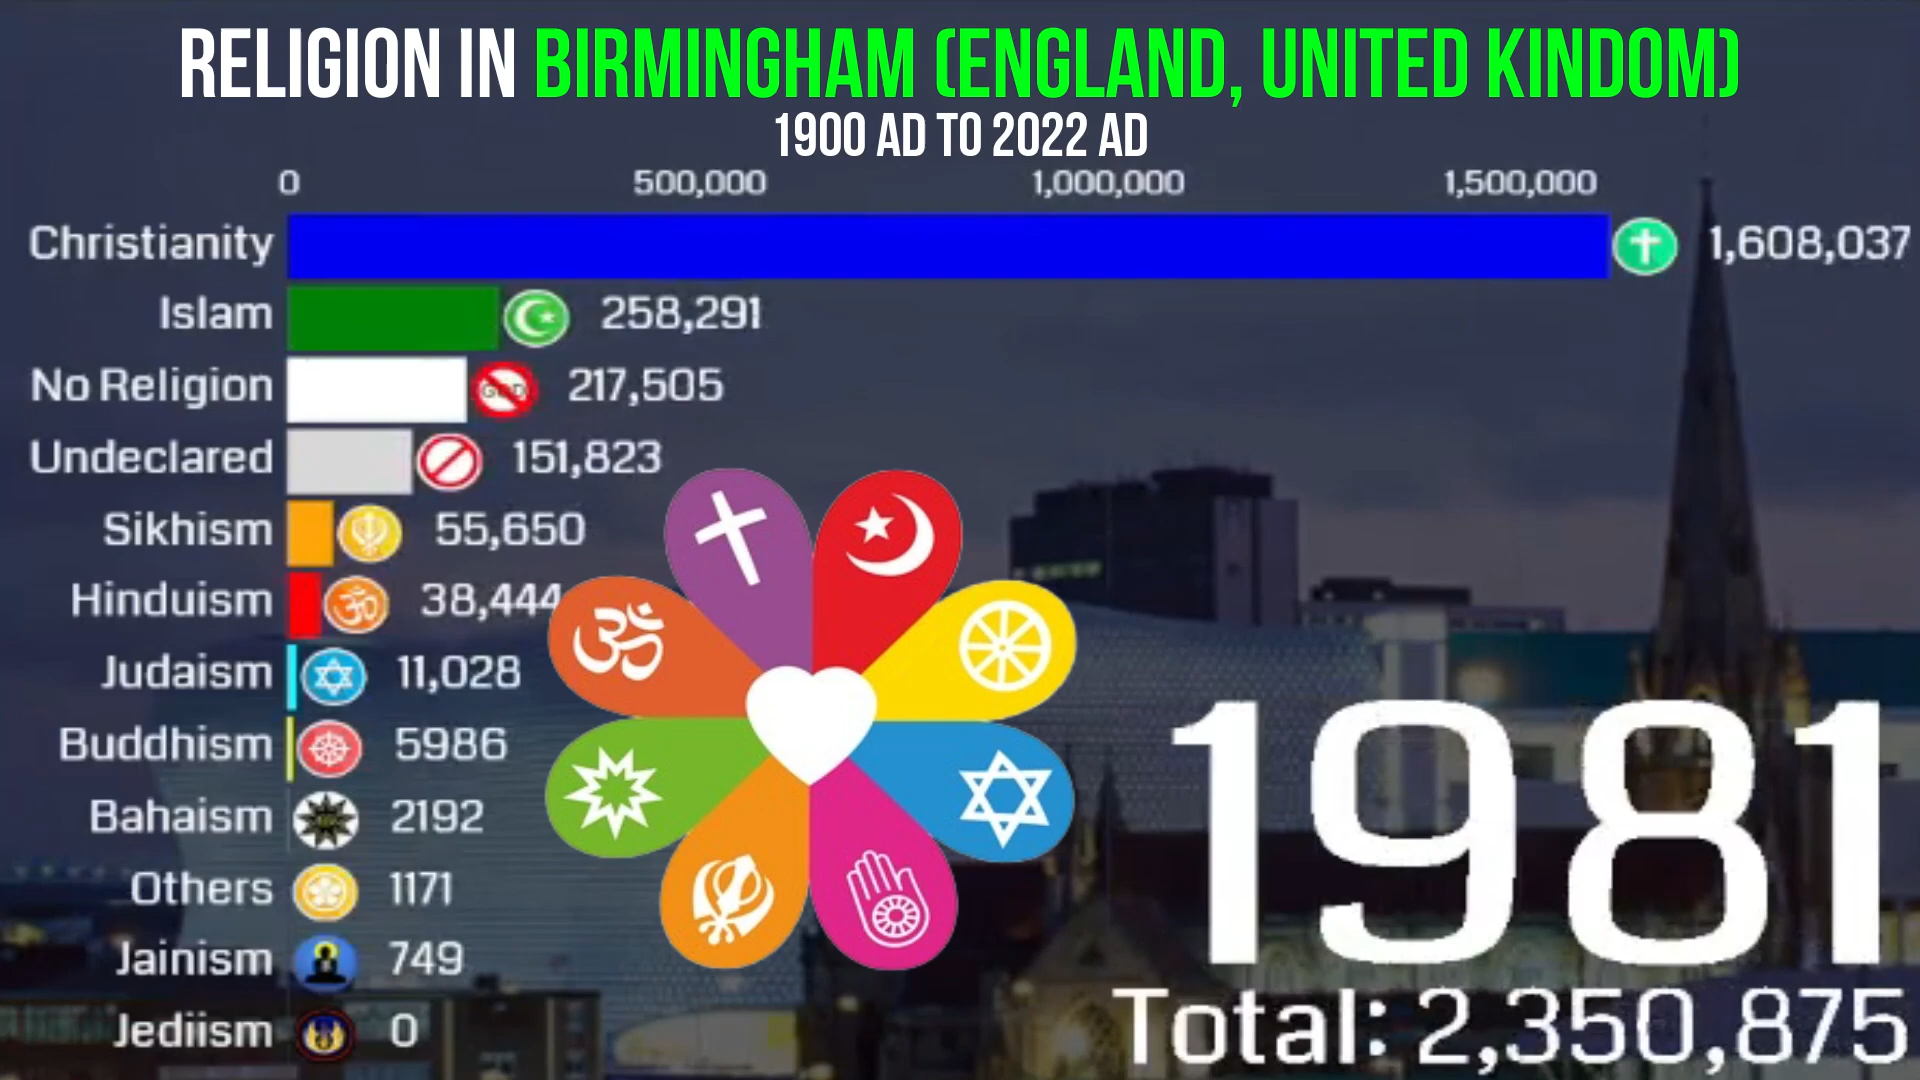 RELIGION IN BIRMINGHAM (ENGLAND, UNITED KINDOM)
1900 AD TO 2022 AD
0 500,000 1,000,000 1,500,000
Christianity 1,608,037
Islam 258,291
No Religion 217,505
Undeclared 151,823
Sikhism 55,650
Hinduism 38,444
Judaism 11,028
Buddhism 5986
Bahaism 2192
Others 1171
Jainism 749
Jediism 0
1981
Total: 2,350,875